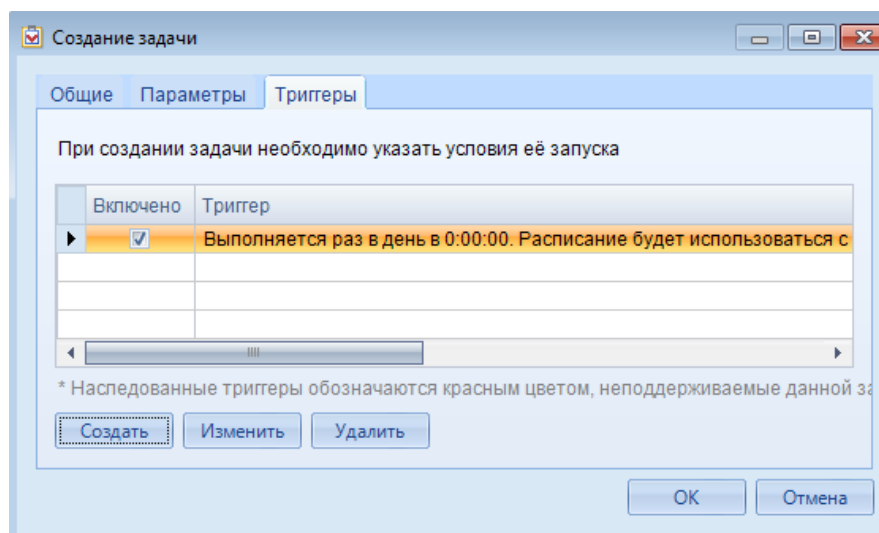 Создание задачи
Общие Параметры Триггеры
При создании задачи необходимо указать условия её запуска
Включено Триггер
Выполняется раз в день в 0:00:00. Расписание будет использоваться с
* Наследованные триггеры обозначаются красным цветом, неподдерживаемые данной за
Создать Изменить Удалить
ОК Отмена